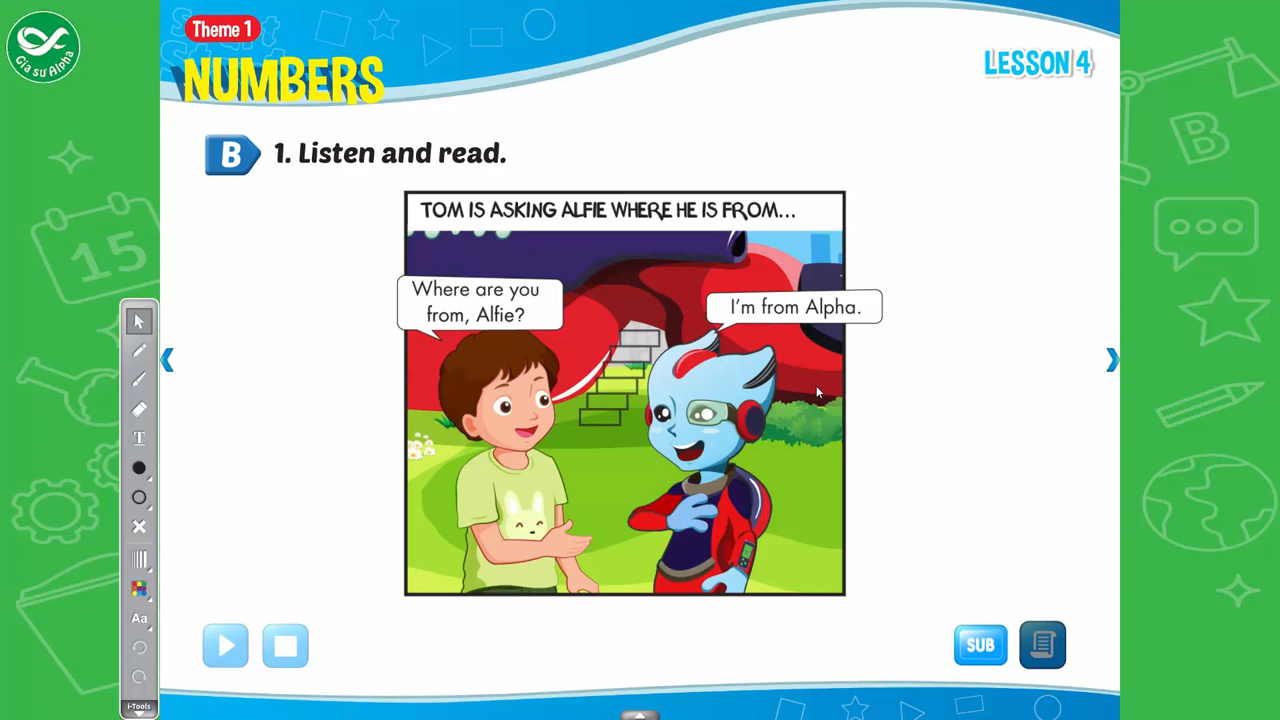 Gia sư Alpha
Theme 1
NUMBERS
LESSON 4
B 1. Listen and read.
TOM IS ASKING ALFIE WHERE HE IS FROM...
Where are you
from, Alfie?
I'm from Alpha.
15
B
T
Aa
i-Tools
SUB